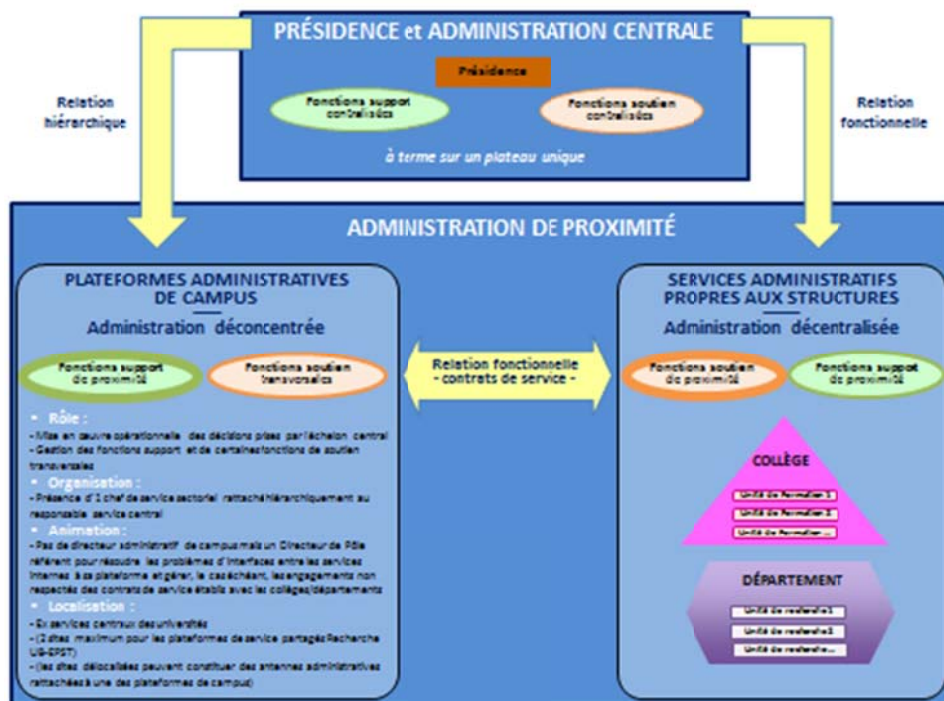 PRÉSIDENCE et ADMINISTRATION CENTRALE
Présidence
Fonctions support
centralisées
Fonctions soutien
centralisées
à terme sur un plateau unique
Relation
hiérarchique
Relation
fonctionnelle
ADMINISTRATION DE PROXIMITÉ
PLATEFORMES ADMINISTRATIVES
DE CAMPUS
Administration déconcentrée
Fonctions support
de proximité
Fonctions soutien
transversales
• Rôle :
- Mise en œuvre opérationnelle des décisions prises par l'échelon central
- Gestion des fonctions support et de certaines fonctions de soutien
transversales
• Organisation :
- Présence d'1 chef de service sectoriel rattaché hiérarchiquement au
responsable service central
• Animation :
- Pas de directeur administratif de campus mais un Directeur de Pôle
référent pour résoudre les problèmes d'interfaces entre les services
internes à sa plateforme et gérer, le cas échéant, les engagements non
respectés des contrats de service établis avec les collèges/départements
• Localisation :
- Ex services centraux des universités
- (2 sites maximun pour les plateformes de service partagés Recherche
UB-EPST)
- (les sites délocalisées peuvent constituer des antennes administratives
rattachées à une des plateformes de campus)
Relation fonctionnelle
- contrats de service -
SERVICES ADMINISTRATIFS
PROPRES AUX STRUCTURES
Administration décentralisée
Fonctions soutien
de proximité
Fonctions support
de proximité
COLLÈGE
Unité de Formation 1
Unité de Formation 2
Unité de Formation ...
DÉPARTEMENT
Unité de recherche 1
Unité de recherche 2
Unité de recherche...